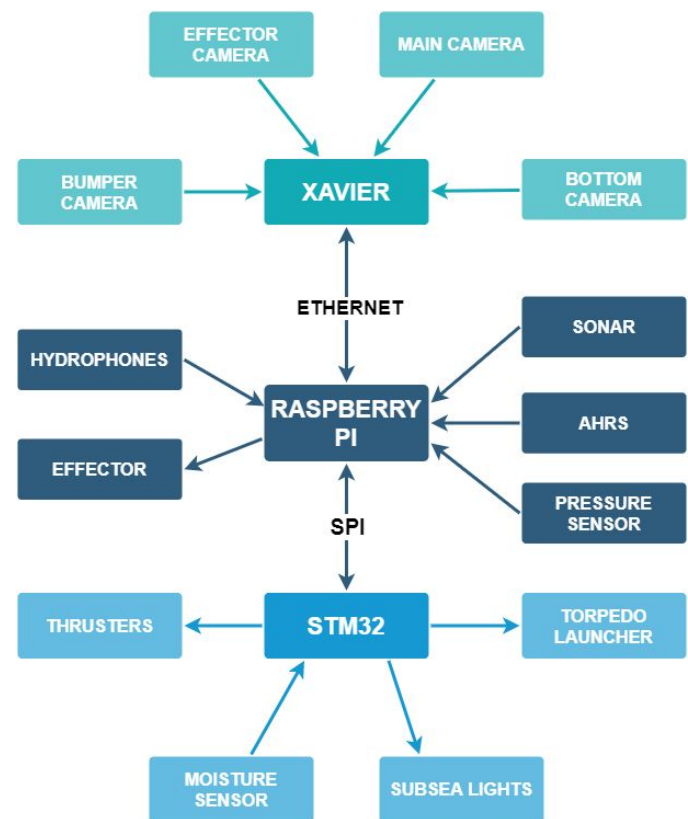 EFFECTOR
CAMERA
MAIN CAMERA
BUMPER
CAMERA
XAVIER
BOTTOM
CAMERA
ETHERNET
HYDROPHONES
SONAR
RASPBERRY
PI
AHRS
EFFECTOR
PRESSURE
SENSOR
SPI
THRUSTERS
STM32
TORPEDO
LAUNCHER
MOISTURE
SENSOR
SUBSEA LIGHTS